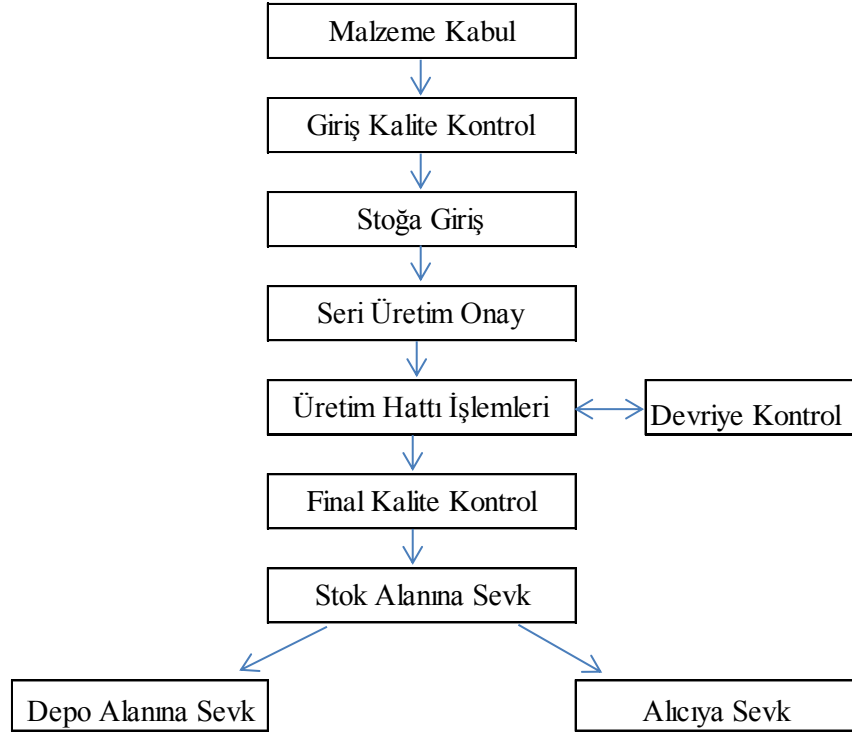 Malzeme Kabul
Giriş Kalite Kontrol
Stoğa Giriş
Seri Üretim Onay
Üretim Hattı İşlemleri
Devriye Kontrol
Final Kalite Kontrol
Stok Alanına Sevk
Depo Alanına Sevk
Alıcıya Sevk